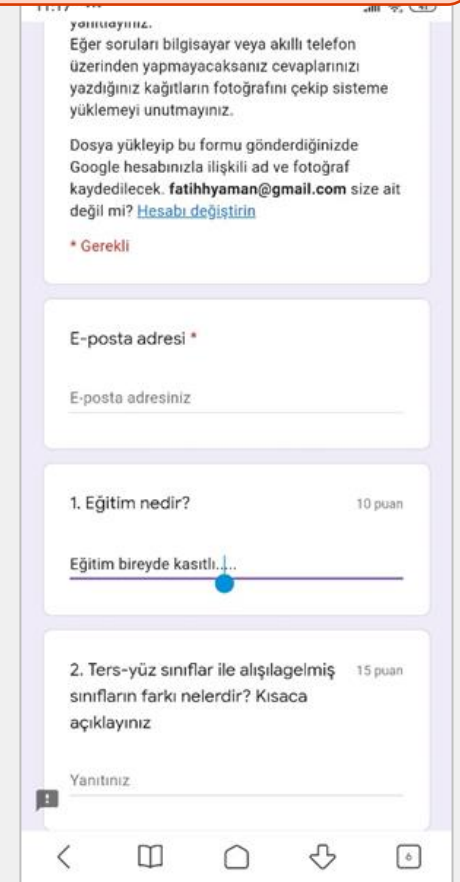 11:17
yanıtlayınız.
Eğer soruları bilgisayar veya akıllı telefon
üzerinden yapmayacaksanız cevaplarınızı
yazdığınız kağıtların fotoğrafını çekip sisteme
yüklemeyi unutmayınız.
Dosya yükleyip bu formu gönderdiğinizde
Google hesabınızla ilişkili ad ve fotoğraf
kaydedilecek. fatihhyaman@gmail.com size ait
değil mi? Hesabı değiştirin
* Gerekli
E-posta adresi *
E-posta adresiniz
1. Eğitim nedir? 10 puan
Eğitim bireyde kasıtlı.....
2. Ters-yüz sınıflar ile alışılagelmiş 15 puan
sınıfların farkı nelerdir? Kısaca
açıklayınız
Yanıtınız
6